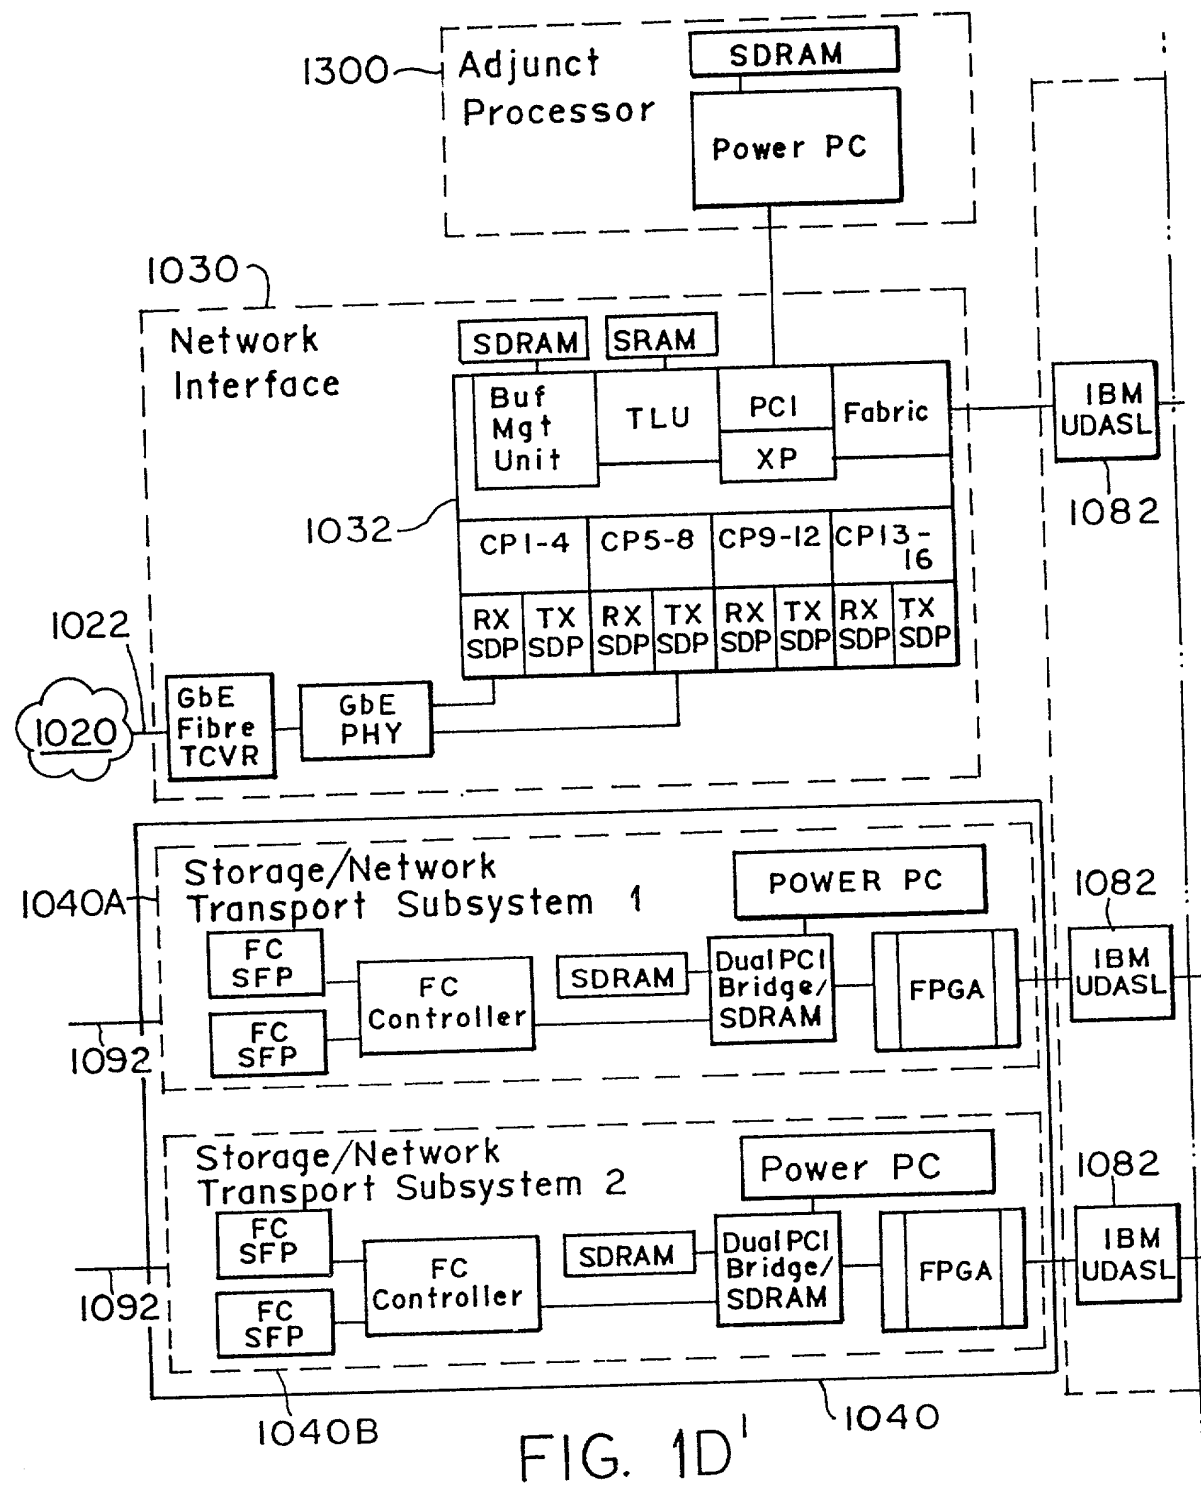 1300
Adjunct
Processor
SDRAM
Power PC
1030
Network
Interface
SDRAM
SRAM
Buf
Mgt
Unit
TLU
PCI
XP
Fabric
IBM
UDASL
1082
1032
CP1-4
CP5-8
CP9-12
CP13-
16
RX
SDP
TX
SDP
RX
SDP
TX
SDP
RX
SDP
TX
SDP
RX
SDP
TX
SDP
1022
1020
GbE
Fibre
TCVR
GbE
PHY
1040A
Storage/Network
Transport Subsystem 1
POWER PC
1082
FC
SFP
FC
SFP
FC
Controller
SDRAM
Dual PCI
Bridge/
SDRAM
FPGA
IBM
UDASL
1092
Storage/Network
Transport Subsystem 2
Power PC
1082
FC
SFP
FC
SFP
FC
Controller
SDRAM
Dual PCI
Bridge/
SDRAM
FPGA
IBM
UDASL
1092
1040B
1040
FIG. 1D'